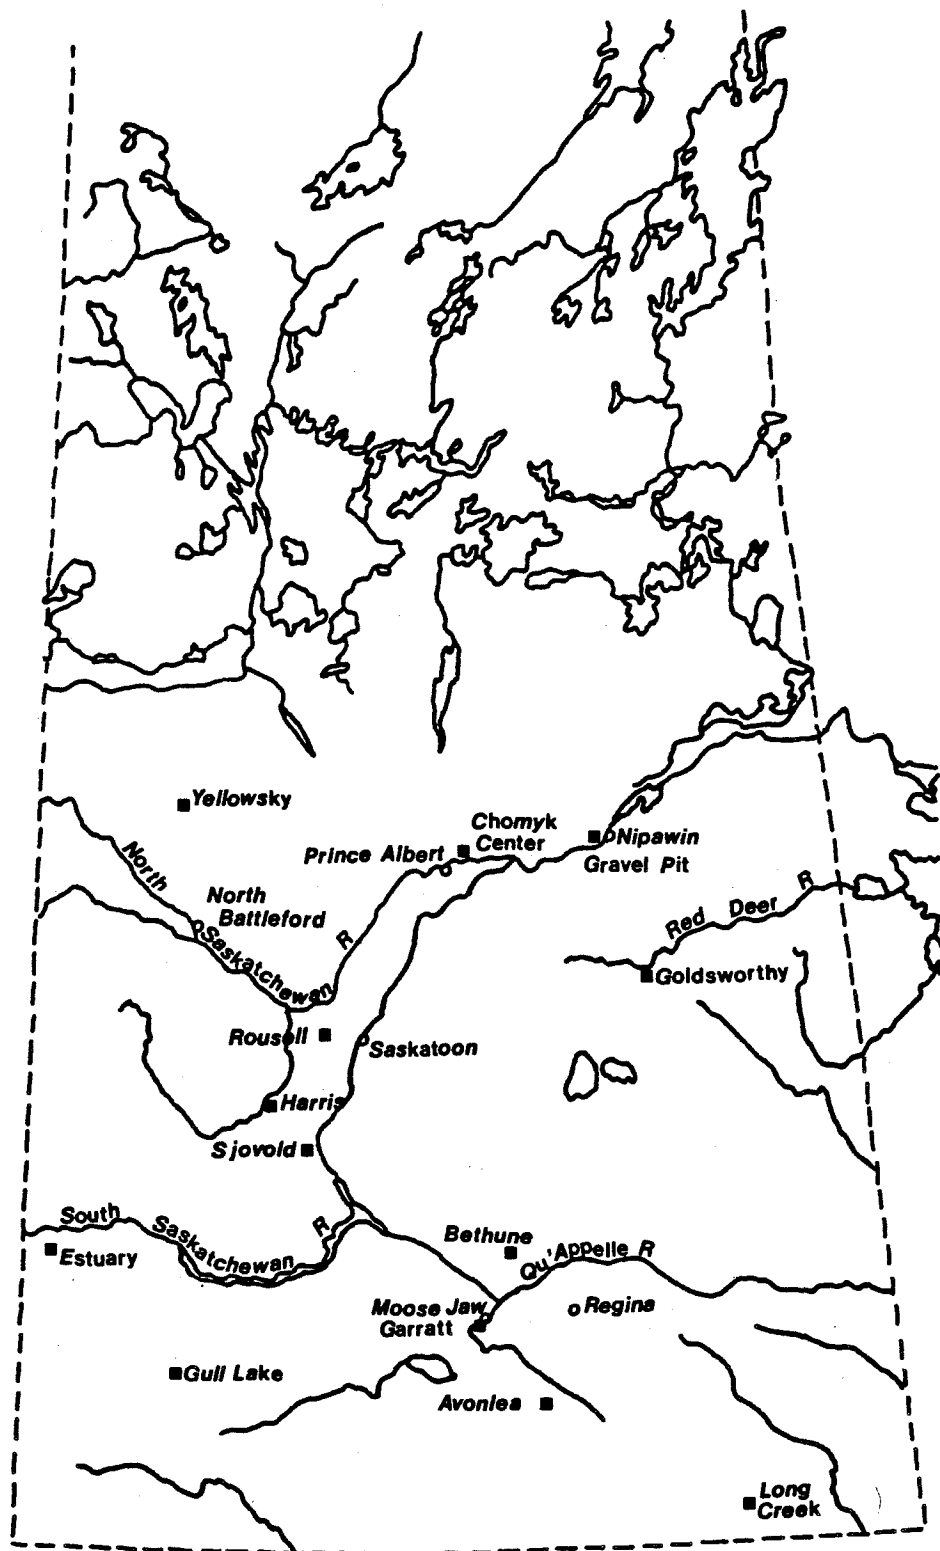 Yellowsky
Chomyk
Center
Prince Albert
Nipawin
Gravel Pit
North
North
Battleford
Saskatchewan
R
Red Deer R
Goldsworthy
Rousell
Saskatoon
Harris
Sjovold
South
Saskatchewan
R
Estuary
Bethune
Qu'Appelle R
Moose Jaw
Garratt
Regina
Gull Lake
Avonlea
Long
Creek